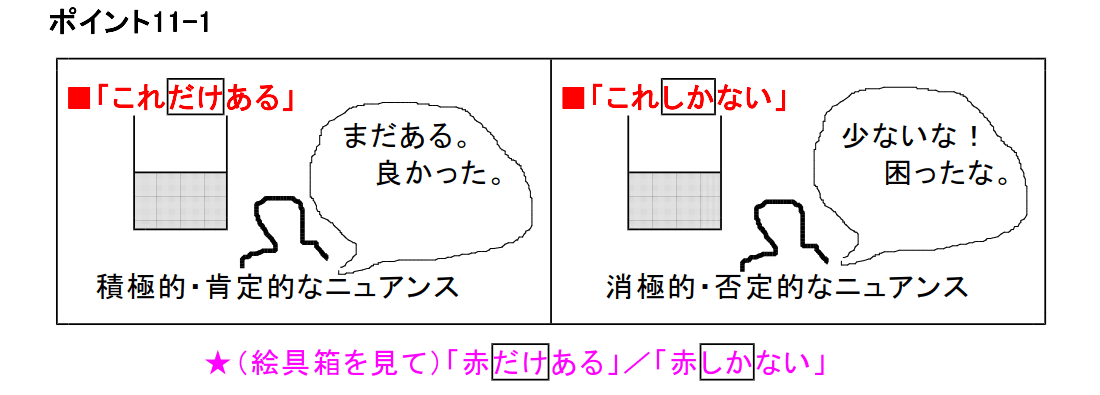 ポイント11-1
■「これだけある」
まだある。
良かった。
積極的・肯定的なニュアンス
■「これしかない」
少ないな！
困ったな。
消極的・否定的なニュアンス
★（絵具箱を見て）「赤だけある」／「赤しかない」